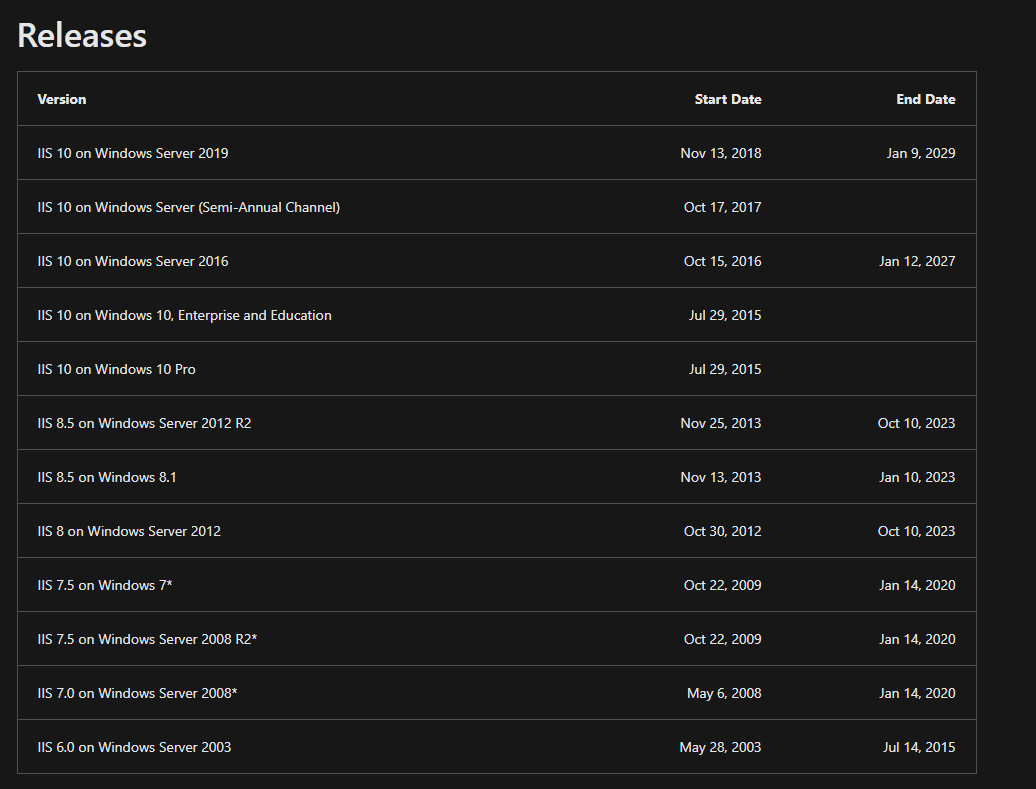 Releases
Version Start Date End Date
IIS 10 on Windows Server 2019 Nov 13, 2018 Jan 9, 2029
IIS 10 on Windows Server (Semi-Annual Channel) Oct 17, 2017
IIS 10 on Windows Server 2016 Oct 15, 2016 Jan 12, 2027
IIS 10 on Windows 10, Enterprise and Education Jul 29, 2015
IIS 10 on Windows 10 Pro Jul 29, 2015
IIS 8.5 on Windows Server 2012 R2 Nov 25, 2013 Oct 10, 2023
IIS 8.5 on Windows 8.1 Nov 13, 2013 Jan 10, 2023
IIS 8 on Windows Server 2012 Oct 30, 2012 Oct 10, 2023
IIS 7.5 on Windows 7* Oct 22, 2009 Jan 14, 2020
IIS 7.5 on Windows Server 2008 R2* Oct 22, 2009 Jan 14, 2020
IIS 7.0 on Windows Server 2008* May 6, 2008 Jan 14, 2020
IIS 6.0 on Windows Server 2003 May 28, 2003 Jul 14, 2015